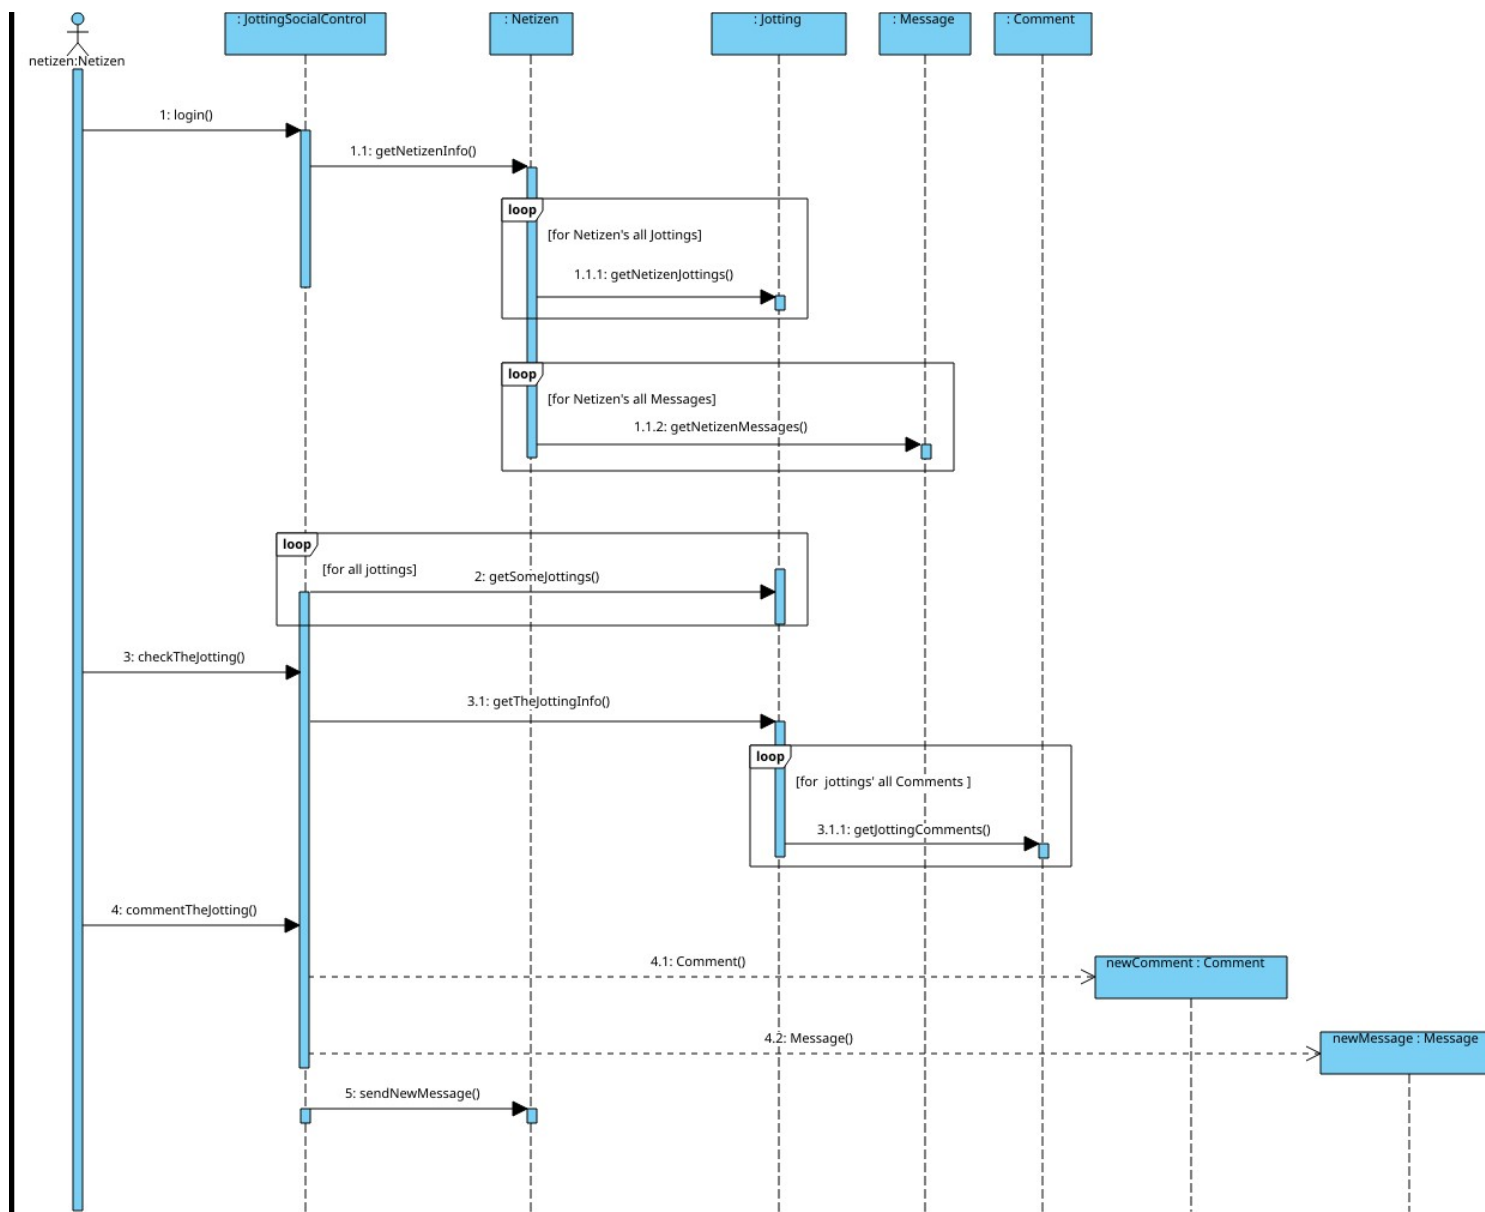 : JottingSocialControl
: Netizen
: Jotting
: Message
: Comment
netizen:Netizen
1: login()
1.1: getNetizenInfo()
loop
[for Netizen's all Jottings]
1.1.1: getNetizenJottings()
loop
[for Netizen's all Messages]
1.1.2: getNetizenMessages()
loop
[for all jottings]
2: getSomeJottings()
3: checkTheJotting()
3.1: getTheJottingInfo()
loop
[for  jottings' all Comments ]
3.1.1: getJottingComments()
4: commentTheJotting()
4.1: Comment()
newComment : Comment
4.2: Message()
newMessage : Message
5: sendNewMessage()